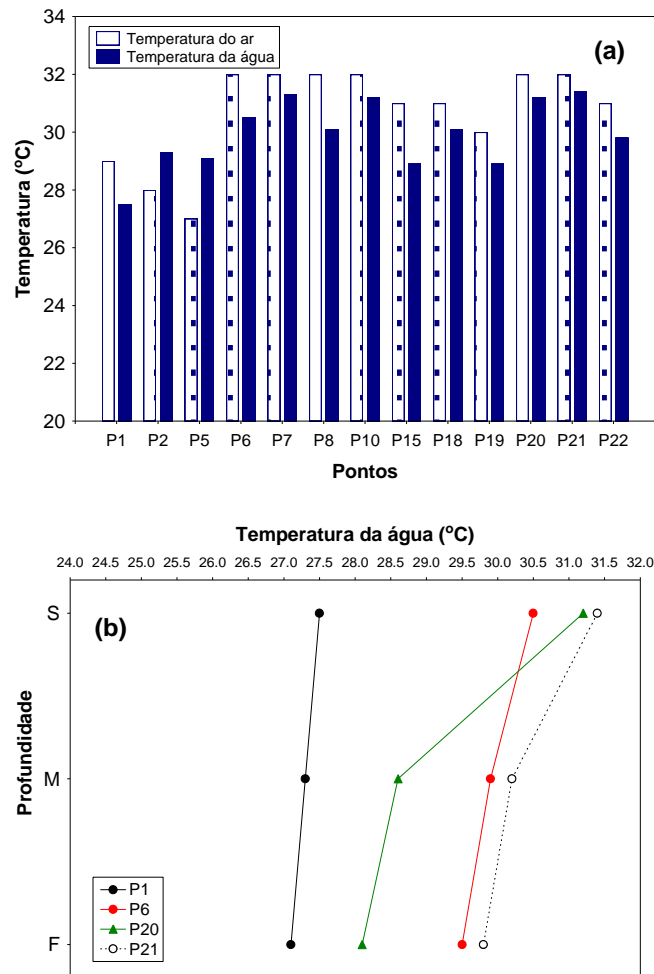 34
32
30
28
26
24
22
20
Temperatura (ºC)
Temperatura do ar
Temperatura da água
(a)
P1 P2 P5 P6 P7 P8 P10 P15 P18 P19 P20 P21 P22
Pontos
Temperatura da água (ºC)
24.0 24.5 25.0 25.5 26.0 26.5 27.0 27.5 28.0 28.5 29.0 29.5 30.0 30.5 31.0 31.5 32.0
(b)
Profundidade
S
M
F
P1
P6
P20
P21